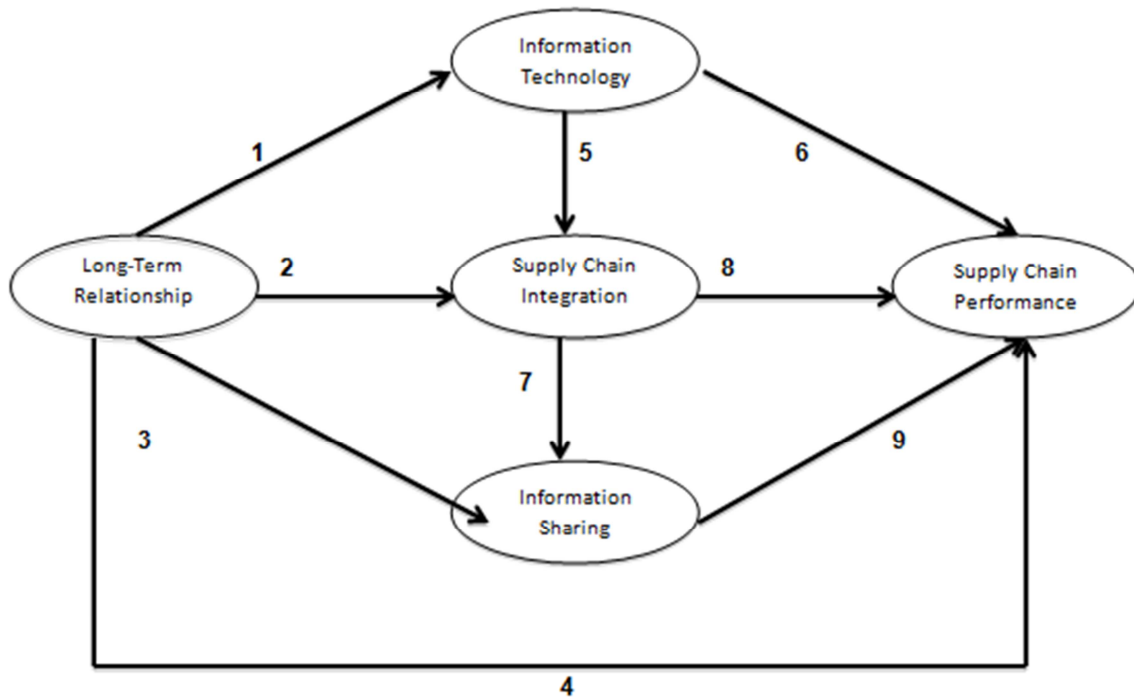 Information
Technology
1
5
6
Long-Term
Relationship
2
Supply Chain
Integration
8
Supply Chain
Performance
7
3
9
Information
Sharing
4